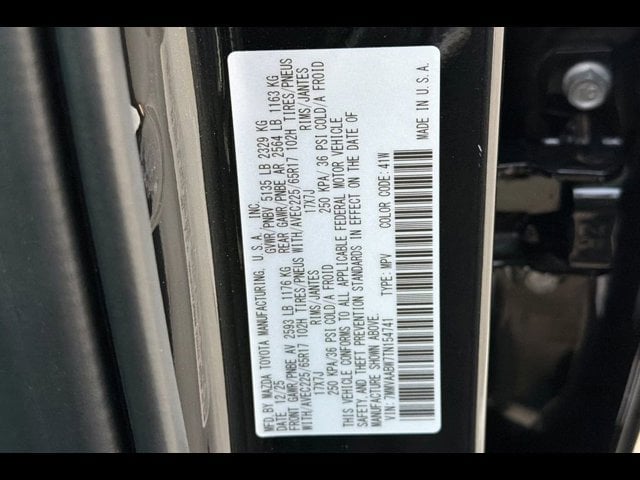 MFD.BY MAZDA TOYOTA MANUFACTURING, U.S.A.,INC.
DATE: 12/25 GVWR/PNBV 5135 LB 2329 KG
FRONT GAWR/PNBE AV 2593 LB 1176 KG REAR GAWR/PNBE AR 2564 LB 1163 KG
WITH/AVEC225/65R17 102H TIRES/PNEUS WITH/AVEC225/65R17 102H TIRES/PNEUS
17X7J RIMS/JANTES 17X7J RIMS/JANTES
250 KPA/36 PSI COLD/A FROID 250 KPA/ 36 PSI COLD/A FROID
THIS VEHICLE CONFORMS TO ALL APPLICABLE FEDERAL MOTOR VEHICLE
SAFETY, AND THEFT PREVENTION STANDARDS IN EFFECT ON THE DATE OF
MANUFACTURE SHOWN ABOVE.
VIN: 7MMVAABW7TN154741 TYPE: MPV COLOR CODE: 41W
MADE IN U.S.A.